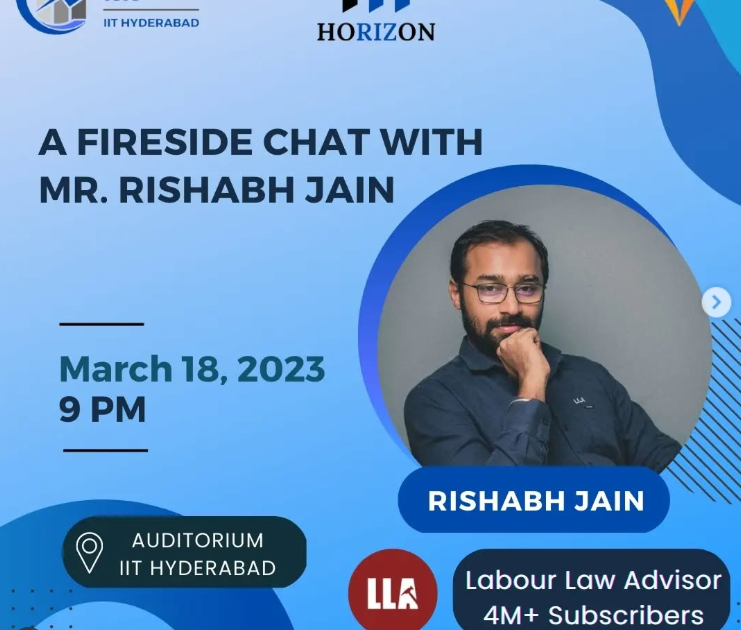 IIT HYDERABAD
HORIZON
A FIRESIDE CHAT WITH
MR. RISHABH JAIN
March 18, 2023
9 PM
RISHABH JAIN
AUDITORIUM
IIT HYDERABAD
LLA
Labour Law Advisor
4M+ Subscribers